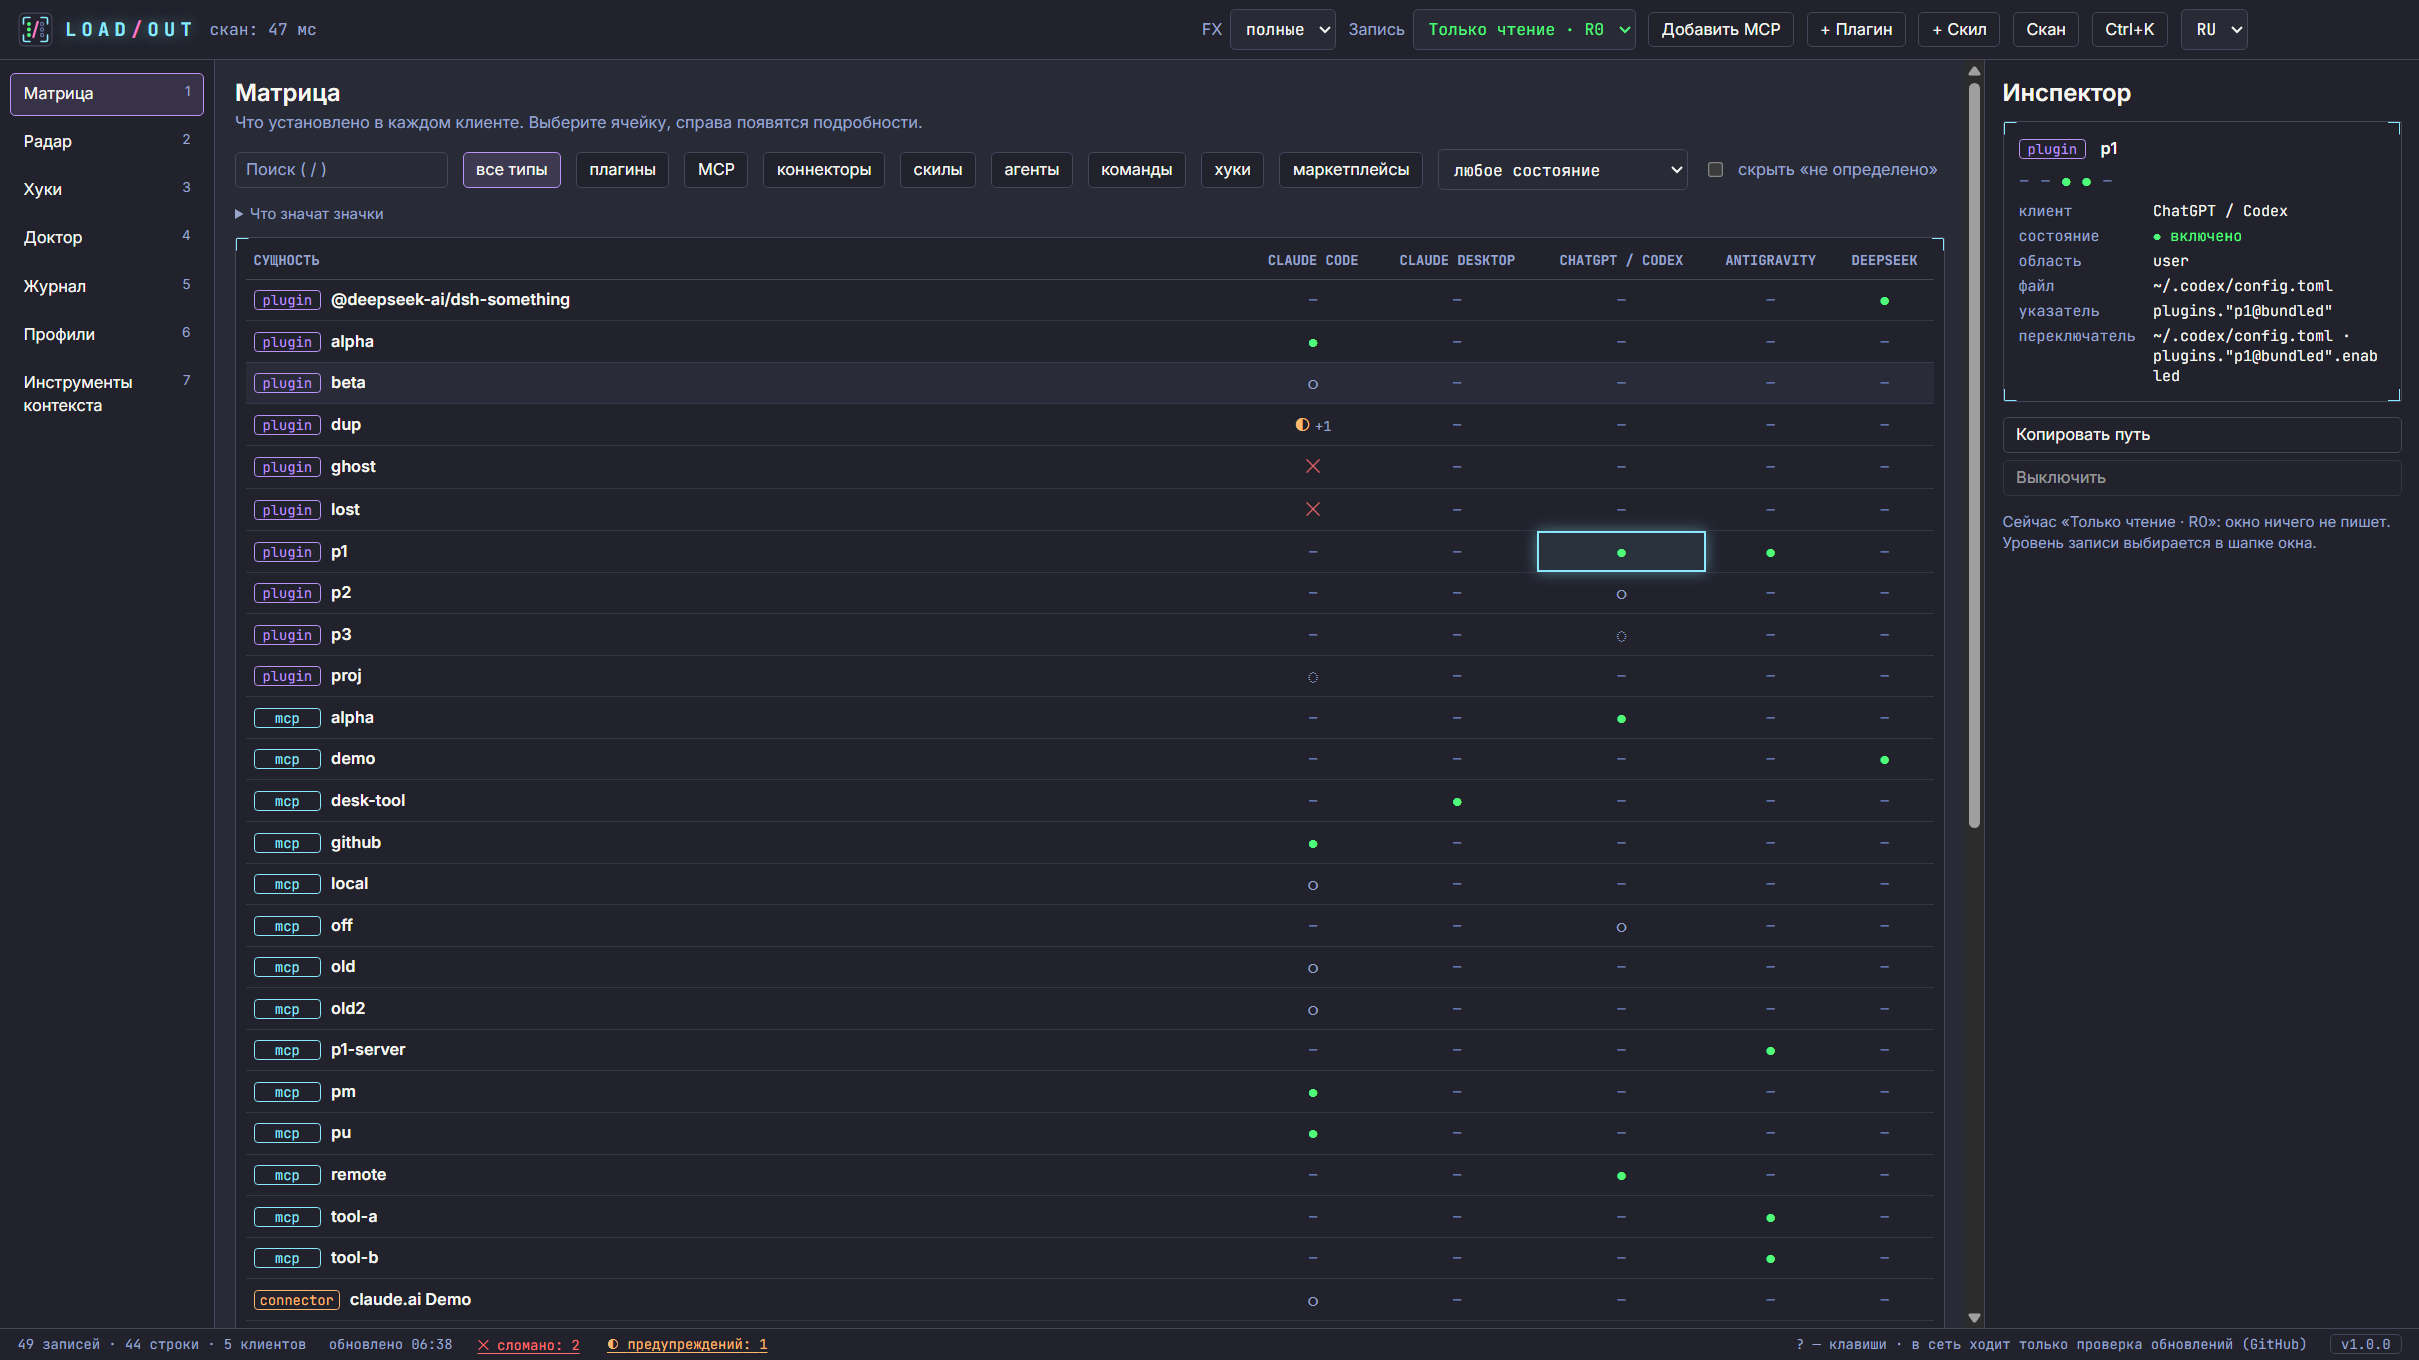 LOAD/OUT скан: 47 мс FX полные Запись Только чтение · R0 Добавить MCP + Плагин + Скил Скан Ctrl+K RU
Матрица 1
Радар 2
Хуки 3
Доктор 4
Журнал 5
Профили 6
Инструменты контекста 7
Матрица
Что установлено в каждом клиенте. Выберите ячейку, справа появятся подробности.
Поиск ( / ) все типы плагины MCP коннекторы скилы агенты команды хуки маркетплейсы любое состояние скрыть «не определено»
▶ Что значат значки
СУЩНОСТЬ CLAUDE CODE CLAUDE DESKTOP CHATGPT / CODEX ANTIGRAVITY DEEPSEEK
plugin @deepseek-ai/dsh-something – – – – ●
plugin alpha ● – – – –
plugin beta ○ – – – –
plugin dup ◐ +1 – – – –
plugin ghost ✕ – – – –
plugin lost ✕ – – – –
plugin p1 – – ● ● –
plugin p2 – – ○ – –
plugin p3 – – ◌ – –
plugin proj ◌ – – – –
mcp alpha – – ● – –
mcp demo – – – – ●
mcp desk-tool – ● – – –
mcp github ● – – – –
mcp local ○ – – – –
mcp off – – ○ – –
mcp old ○ – – – –
mcp old2 ○ – – – –
mcp p1-server – – – ● –
mcp pm ● – – – –
mcp pu ● – – – –
mcp remote – – ● – –
mcp tool-a – – – ● –
mcp tool-b – – – ● –
connector claude.ai Demo ○ – – – –
Инспектор
plugin p1
– – ● ● –
клиент ChatGPT / Codex
состояние ● включено
область user
файл ~/.codex/config.toml
указатель plugins."p1@bundled"
переключатель ~/.codex/config.toml ·
plugins."p1@bundled".enab
led
Копировать путь
Выключить
Сейчас «Только чтение · R0»: окно ничего не пишет.
Уровень записи выбирается в шапке окна.
49 записей · 44 строки · 5 клиентов обновлено 06:38 ✕ сломано: 2 ◐ предупреждений: 1 ? — клавиши · в сеть ходит только проверка обновлений (GitHub) v1.0.0